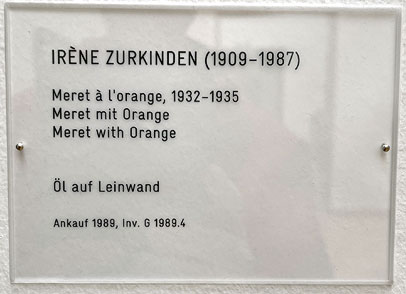 IRÈNE ZURKINDEN (1909–1987)
Meret à l'orange, 1932–1935
Meret mit Orange
Meret with Orange
Öl auf Leinwand
Ankauf 1989, Inv. G 1989.4